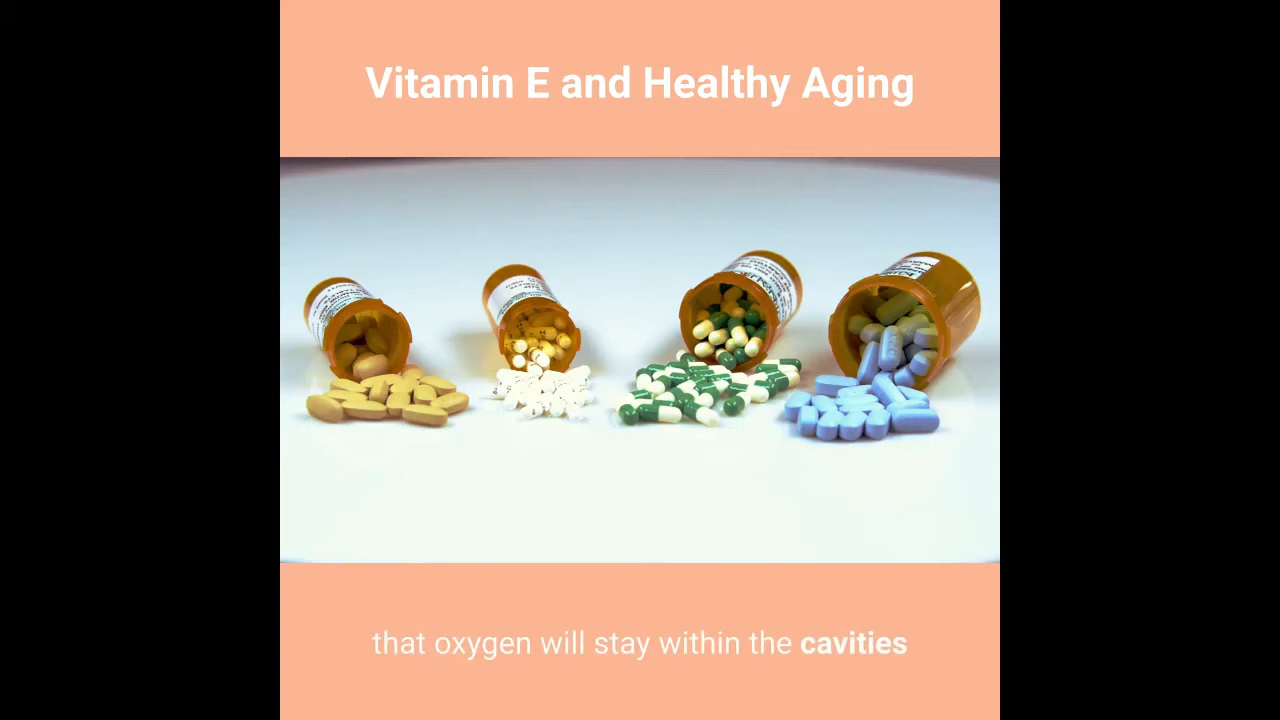 Vitamin E and Healthy Aging
that oxygen will stay within the cavities